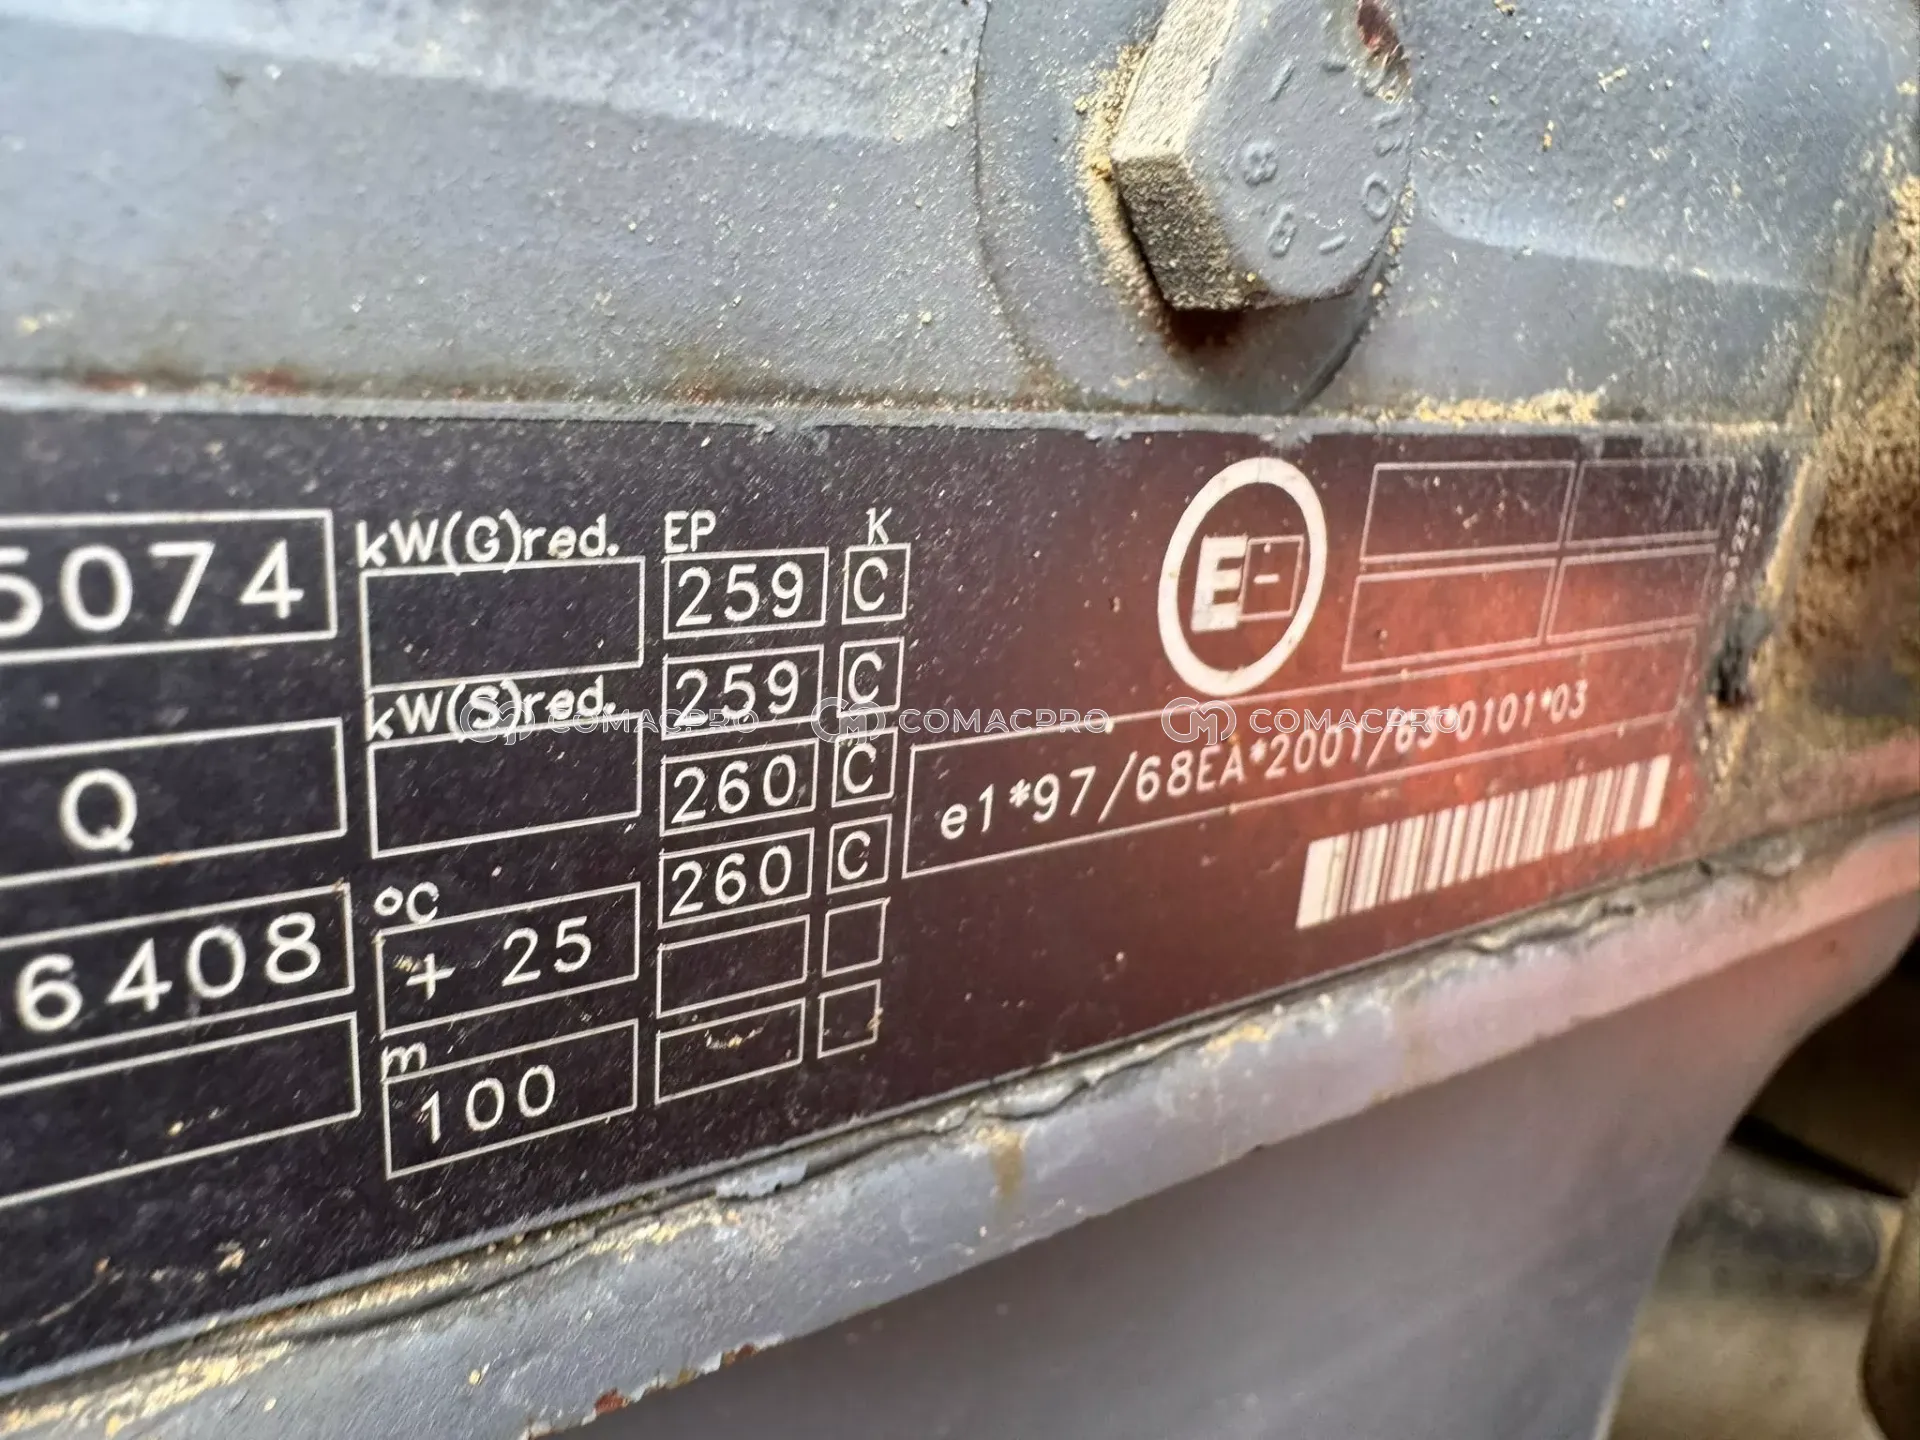 5074
kW(G)red.
EP
K
259
C
kW(S)red.
259
C
Q
260
C
260
C
6408
°C
+ 25
m
100
E -
e1*97/68EA*2001/63*0101*03
COMACPRO COMACPRO COMACPRO